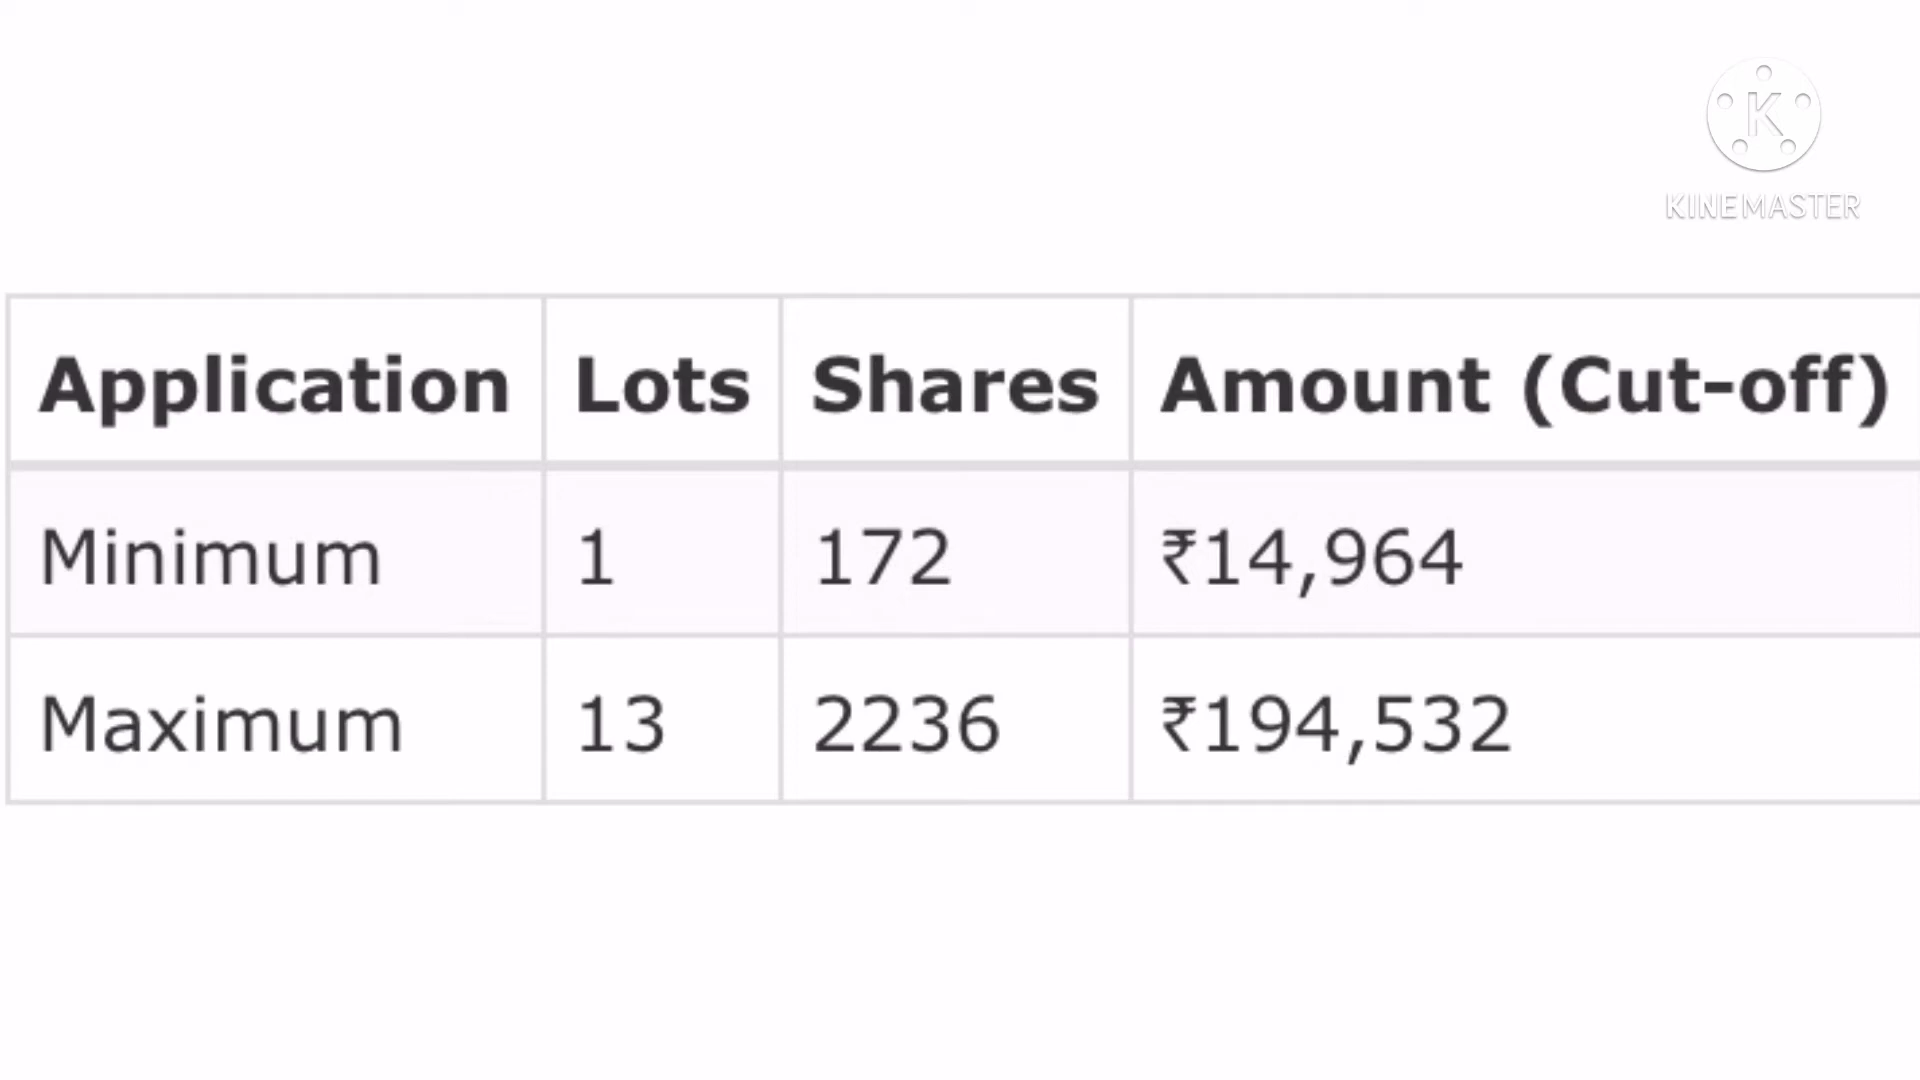 K
KINEMASTER
Application Lots Shares Amount (Cut-off)
Minimum 1 172 ₹14,964
Maximum 13 2236 ₹194,532